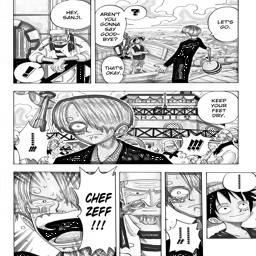 LET'S
GO.
?
AREN'T
YOU
GONNA
SAY
GOOD-
BYE?
THAT'S
OKAY.
HEY,
SANJI.
KEEP
YOUR
FEET
DRY.
!!!
CHEF
ZEFF
!!!